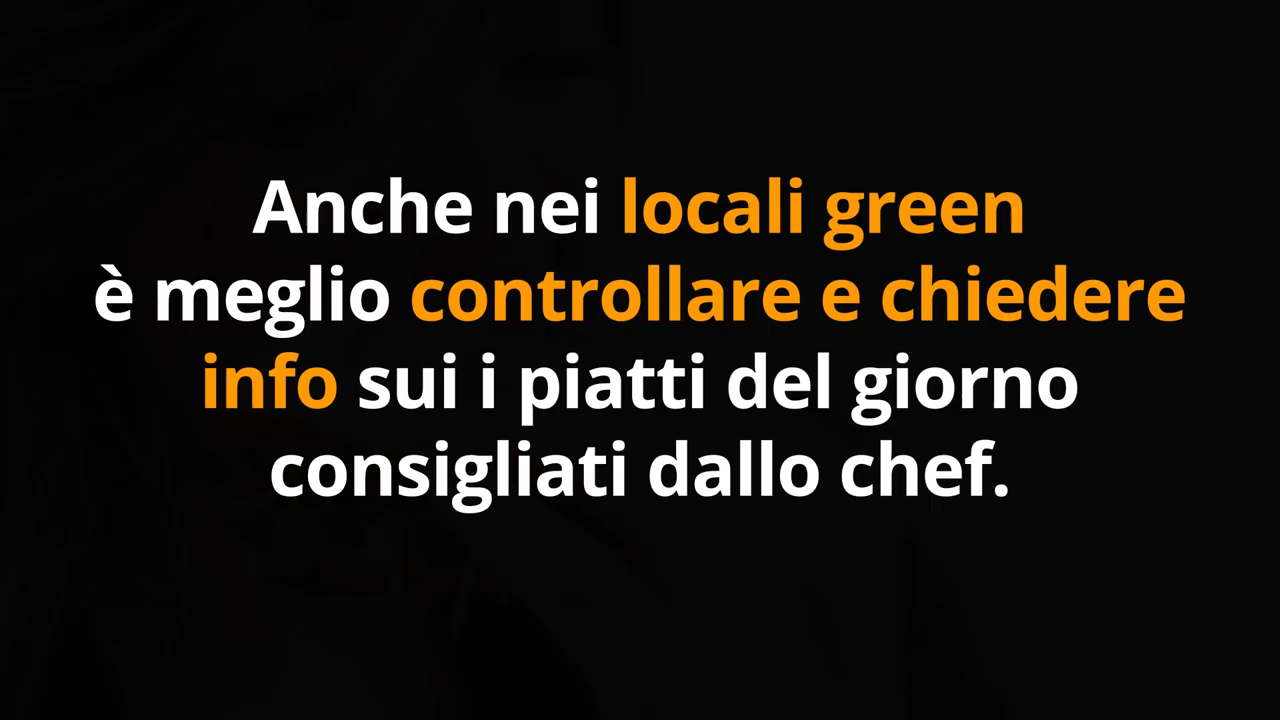 Anche nei locali green
è meglio controllare e chiedere
info sui i piatti del giorno
consigliati dallo chef.